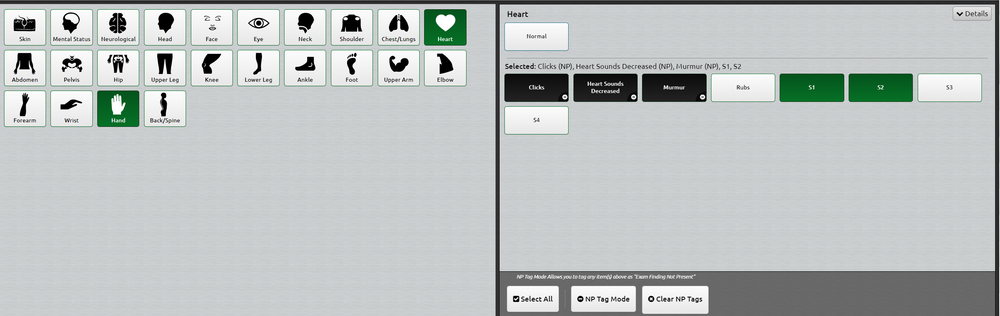 Skin
Mental Status
Neurological
Head
Face
Eye
Neck
Shoulder
Chest/Lungs
Heart
Abdomen
Pelvis
Hip
Upper Leg
Knee
Lower Leg
Ankle
Foot
Upper Arm
Elbow
Forearm
Wrist
Hand
Back/Spine
Heart
Details
Normal
Selected: Clicks (NP), Heart Sounds Decreased (NP), Murmur (NP), S1, S2
Clicks
Heart Sounds
Decreased
Murmur
Rubs
S1
S2
S3
S4
NP Tag Mode Allows you to tag any item(s) above as "Exam Finding Not Present"
Select All
NP Tag Mode
Clear NP Tags